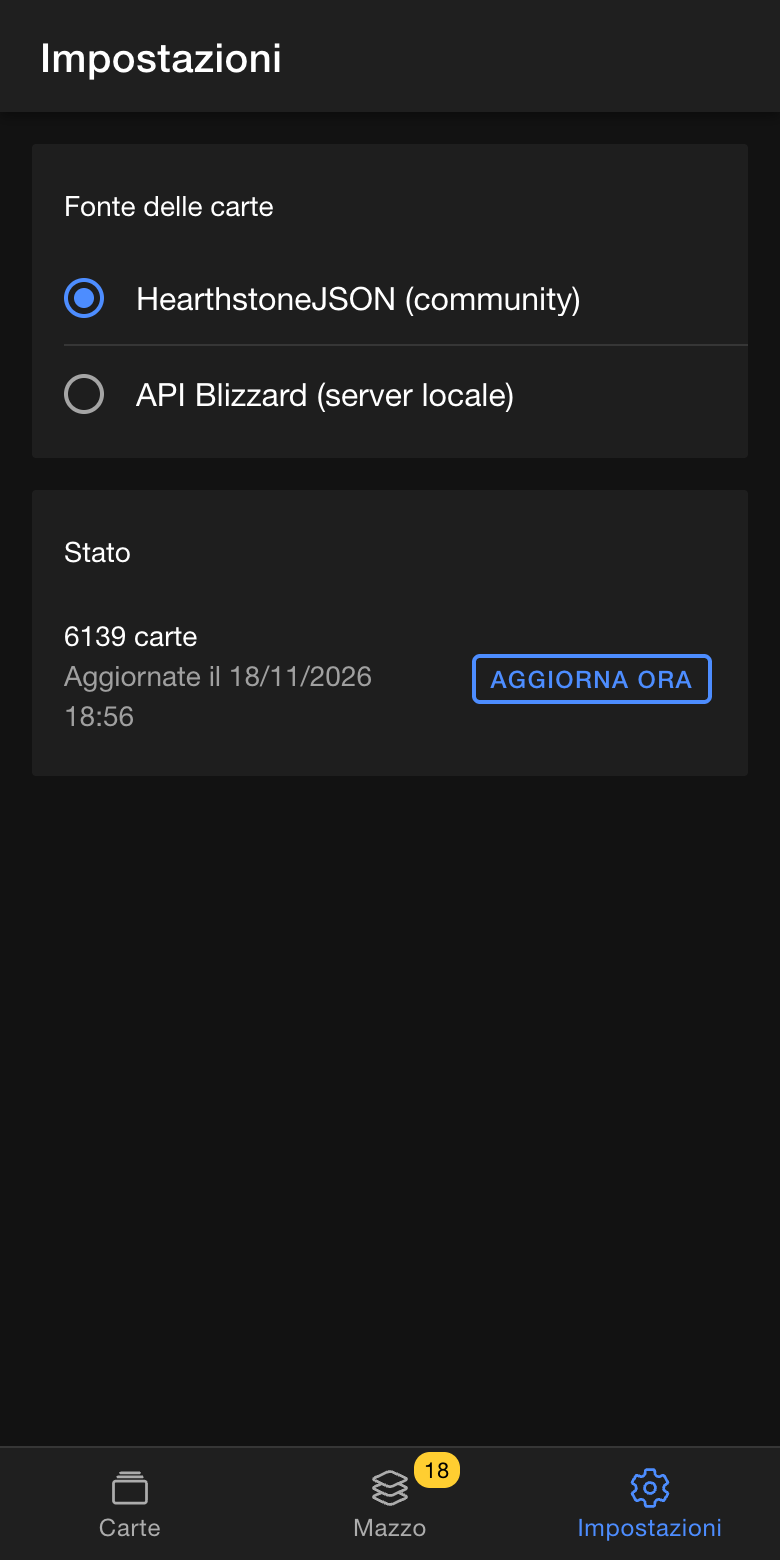 Impostazioni
Fonte delle carte
HearthstoneJSON (community)
API Blizzard (server locale)
Stato
6139 carte
Aggiornate il 18/11/2026
18:56
AGGIORNA ORA
18
Carte
Mazzo
Impostazioni